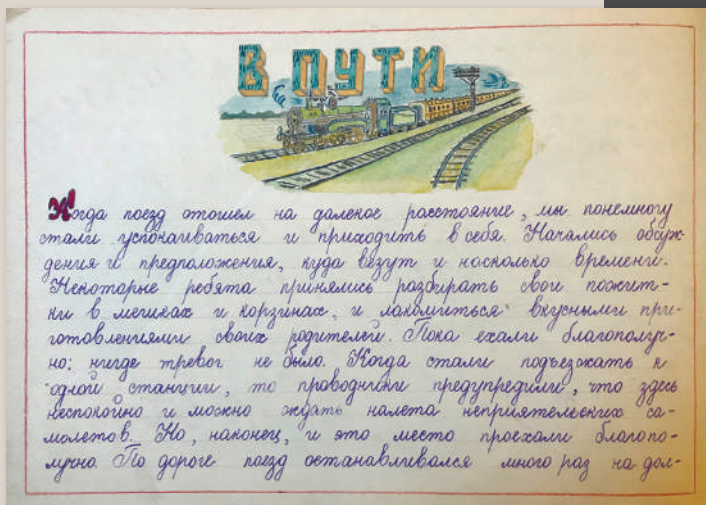 В ПУТИ
Когда поезд отошел на далекое расстояние, мы понемногу
стали успокаиваться и приходить в себя. Начались обсуж-
дения и предположения, куда везут и насколько времени.
Некоторые ребята принялись разбирать свои пожит-
ки в мешках и корзинах, и лакомиться вкусными при-
готовлениями своих родителей. Пока ехали благополуч-
но: нигде тревог не было. Когда стали подъезжать к
одной станции, то проводники предупредили, что здесь
неспокойно и можно ждать налета неприятельских са-
молетов. Но, наконец, и это место проехали благопо-
лучно. По дороге поезд останавливался много раз на дол-